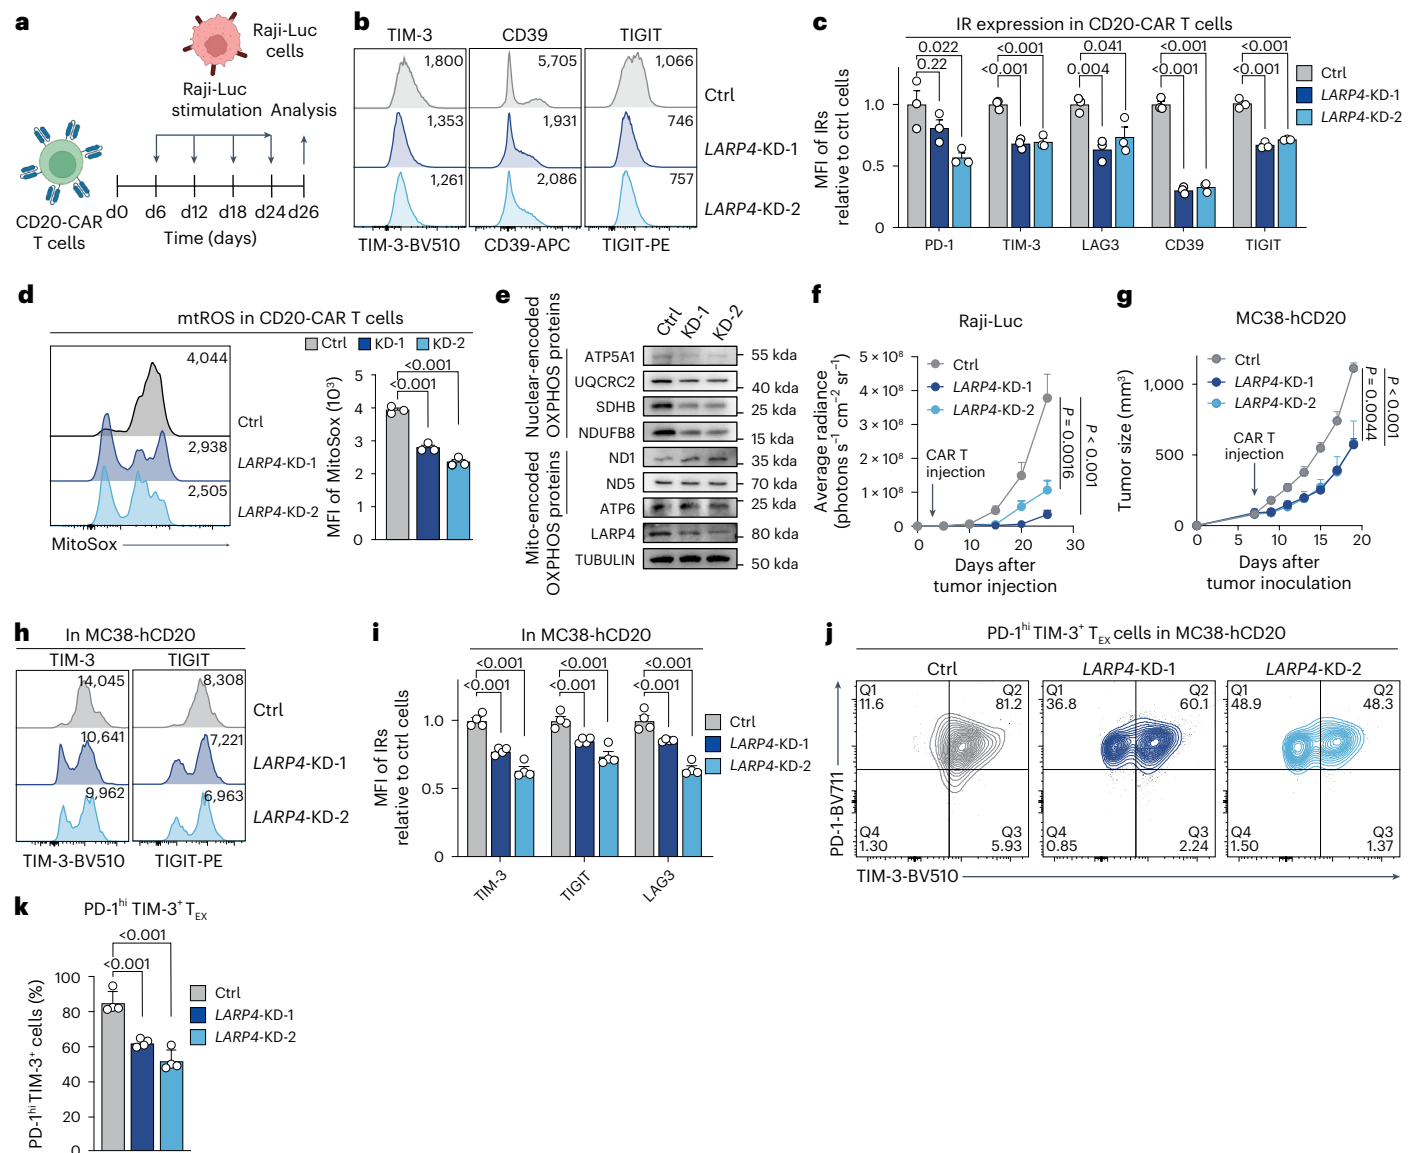 a
Raji-Luc
cells
Raji-Luc
stimulation
Analysis
CD20-CAR
T cells
d0 d6 d12 d18 d24 d26
Time (days)
b
TIM-3 CD39 TIGIT
1,800 5,705 1,066
Ctrl
1,353 1,931 746
LARP4-KD-1
1,261 2,086 757
LARP4-KD-2
TIM-3-BV510 CD39-APC TIGIT-PE
c
IR expression in CD20-CAR T cells
0.022 <0.001 0.041 <0.001 <0.001
0.22 <0.001 0.004 <0.001 <0.001
Ctrl
LARP4-KD-1
LARP4-KD-2
MFI of IRs
relative to ctrl cells
1.0
0.5
0
PD-1 TIM-3 LAG3 CD39 TIGIT
d
mtROS in CD20-CAR T cells
Ctrl KD-1 KD-2
4,044
Ctrl
2,938
LARP4-KD-1
2,505
LARP4-KD-2
MitoSox
<0.001
<0.001
MFI of MitoSox (10³)
5
4
3
2
1
0
e
Nuclear-encoded
OXPHOS proteins
Mito-encoded
OXPHOS proteins
Ctrl KD-1 KD-2
ATP5A1 55 kda
UQCRC2 40 kda
SDHB 25 kda
NDUFB8 15 kda
ND1 35 kda
ND5 70 kda
ATP6 25 kda
LARP4 80 kda
TUBULIN 50 kda
f
Raji-Luc
Ctrl
LARP4-KD-1
LARP4-KD-2
CAR T
injection
Average radiance
(photons s⁻¹ cm⁻² sr⁻¹)
5 × 10⁸
4 × 10⁸
3 × 10⁸
2 × 10⁸
1 × 10⁸
0
0 10 20 30
Days after
tumor injection
P = 0.0016
P < 0.001
g
MC38-hCD20
Ctrl
LARP4-KD-1
LARP4-KD-2
CAR T
injection
Tumor size (mm³)
1,000
500
0
0 5 10 15 20
Days after
tumor inoculation
P = 0.0044
P < 0.001
h
In MC38-hCD20
TIM-3 TIGIT
14,045 8,308
Ctrl
10,641 7,221
LARP4-KD-1
9,962 6,963
LARP4-KD-2
TIM-3-BV510 TIGIT-PE
i
In MC38-hCD20
<0.001 <0.001 <0.001
<0.001 <0.001 <0.001
Ctrl
LARP4-KD-1
LARP4-KD-2
MFI of IRs
relative to ctrl cells
1.0
0.5
0
TIM-3 TIGIT LAG3
j
PD-1ʰⁱ TIM-3⁺ T_EX cells in MC38-hCD20
Ctrl LARP4-KD-1 LARP4-KD-2
Q1 Q2 Q1 Q2 Q1 Q2
11.6 81.2 36.8 60.1 48.9 48.3
Q4 Q3 Q4 Q3 Q4 Q3
1.30 5.93 0.85 2.24 1.50 1.37
PD-1-BV711
TIM-3-BV510
k
PD-1ʰⁱ TIM-3⁺ T_EX
<0.001
<0.001
Ctrl
LARP4-KD-1
LARP4-KD-2
PD-1ʰⁱ TIM-3⁺ cells (%)
100
80
60
40
20
0